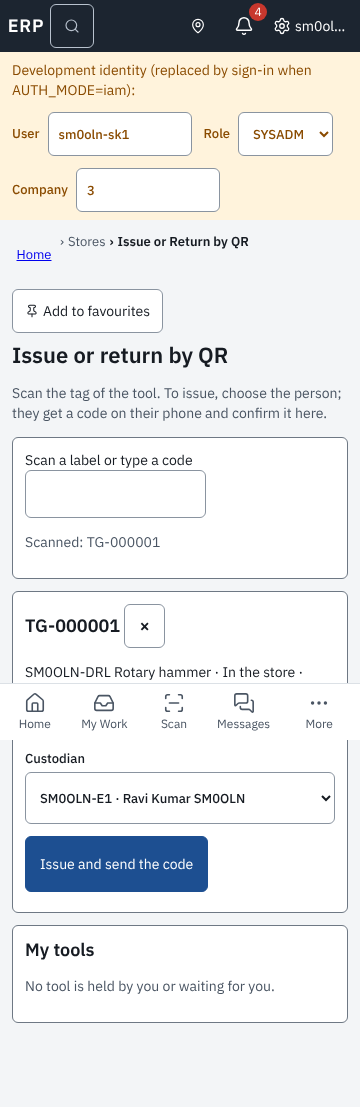 ERP
4
sm0ol...
Development identity (replaced by sign-in when
AUTH_MODE=iam):
User
sm0oln-sk1
Role
SYSADM
Company
3
Home
› Stores › Issue or Return by QR
Add to favourites
Issue or return by QR
Scan the tag of the tool. To issue, choose the person;
they get a code on their phone and confirm it here.
Scan a label or type a code
Scanned: TG-000001
TG-000001
×
SM0OLN-DRL Rotary hammer · In the store ·
Home
My Work
Scan
Messages
More
Custodian
SM0OLN-E1 · Ravi Kumar SM0OLN
Issue and send the code
My tools
No tool is held by you or waiting for you.